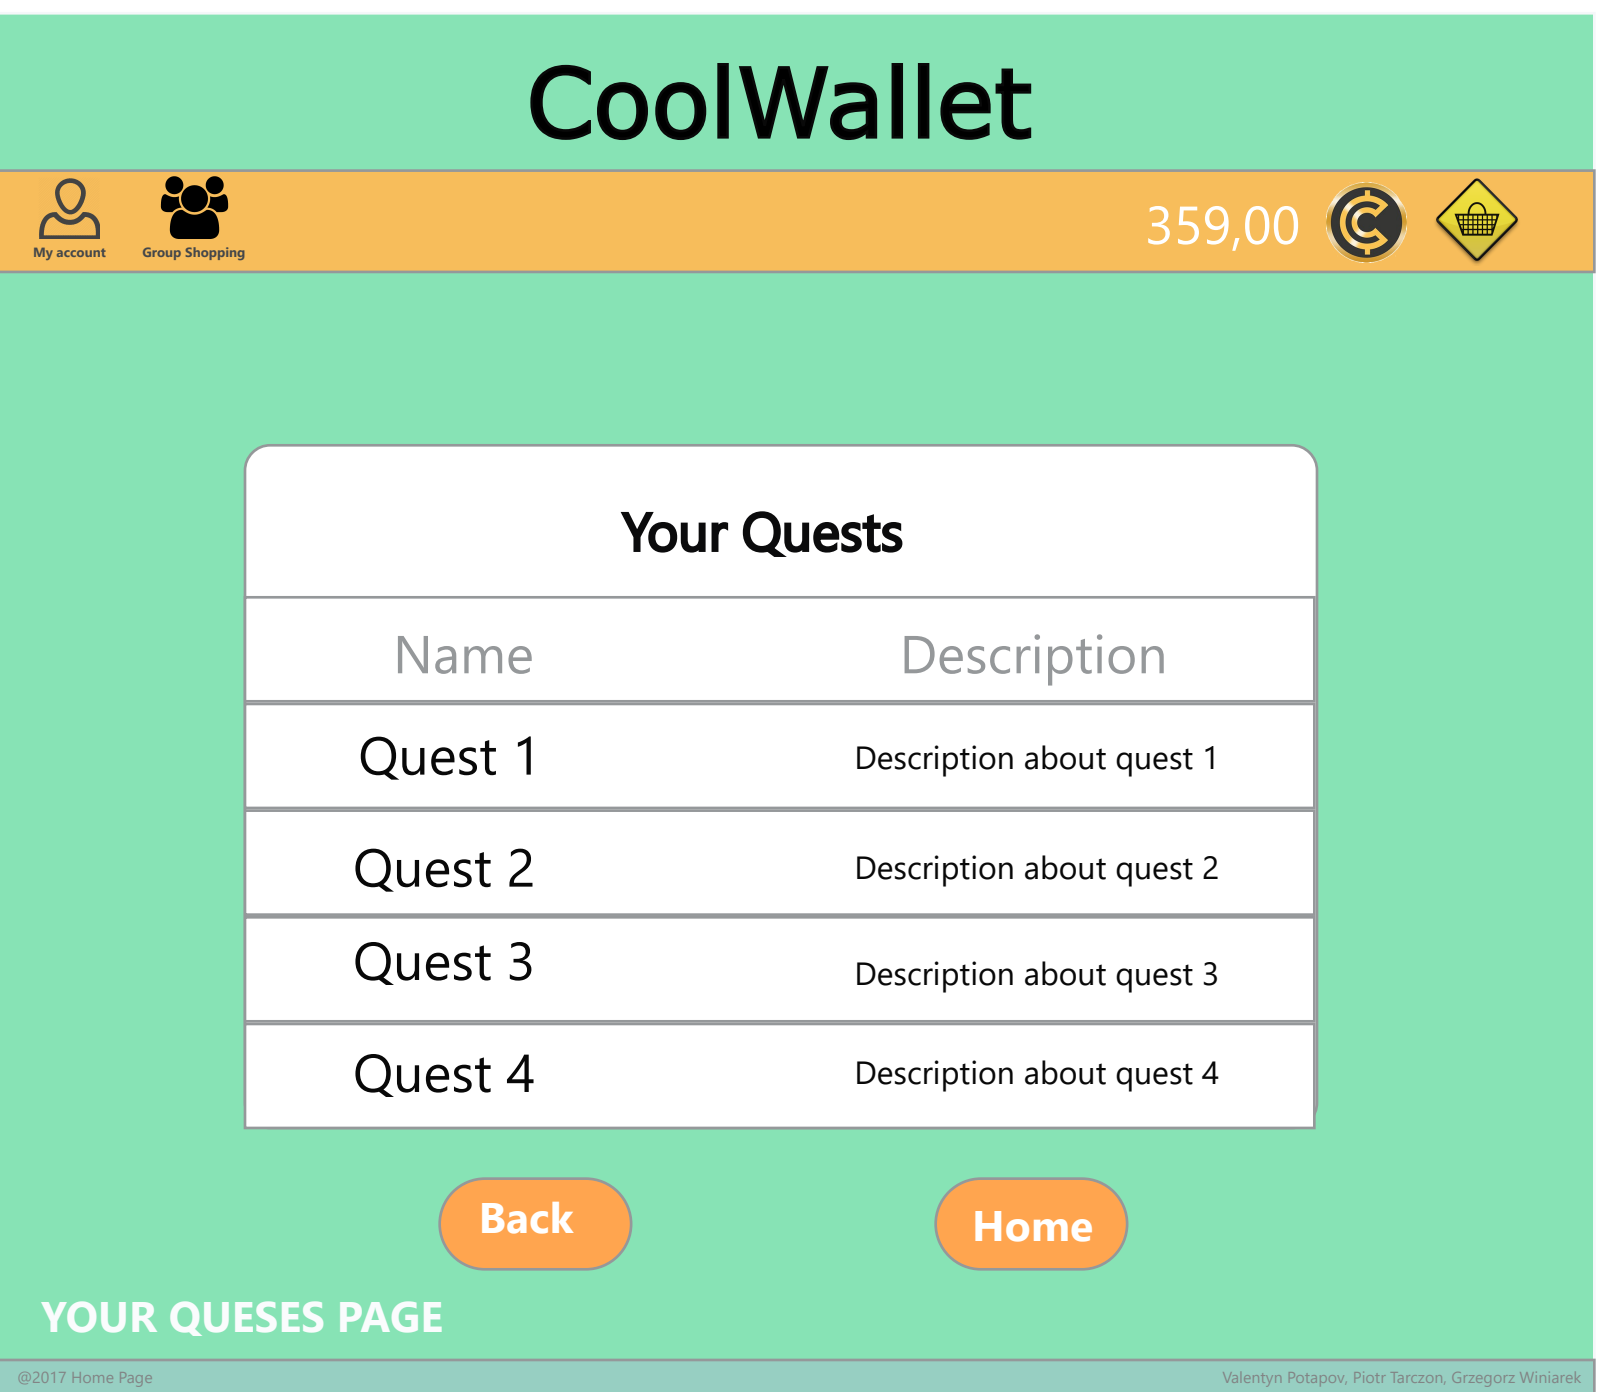 CoolWallet
My account
Group Shopping
359,00
Your Quests
Name Description
Quest 1 Description about quest 1
Quest 2 Description about quest 2
Quest 3 Description about quest 3
Quest 4 Description about quest 4
Back Home
YOUR QUESES PAGE
@2017 Home Page Valentyn Potapov, Piotr Tarczon, Grzegorz Winiarek